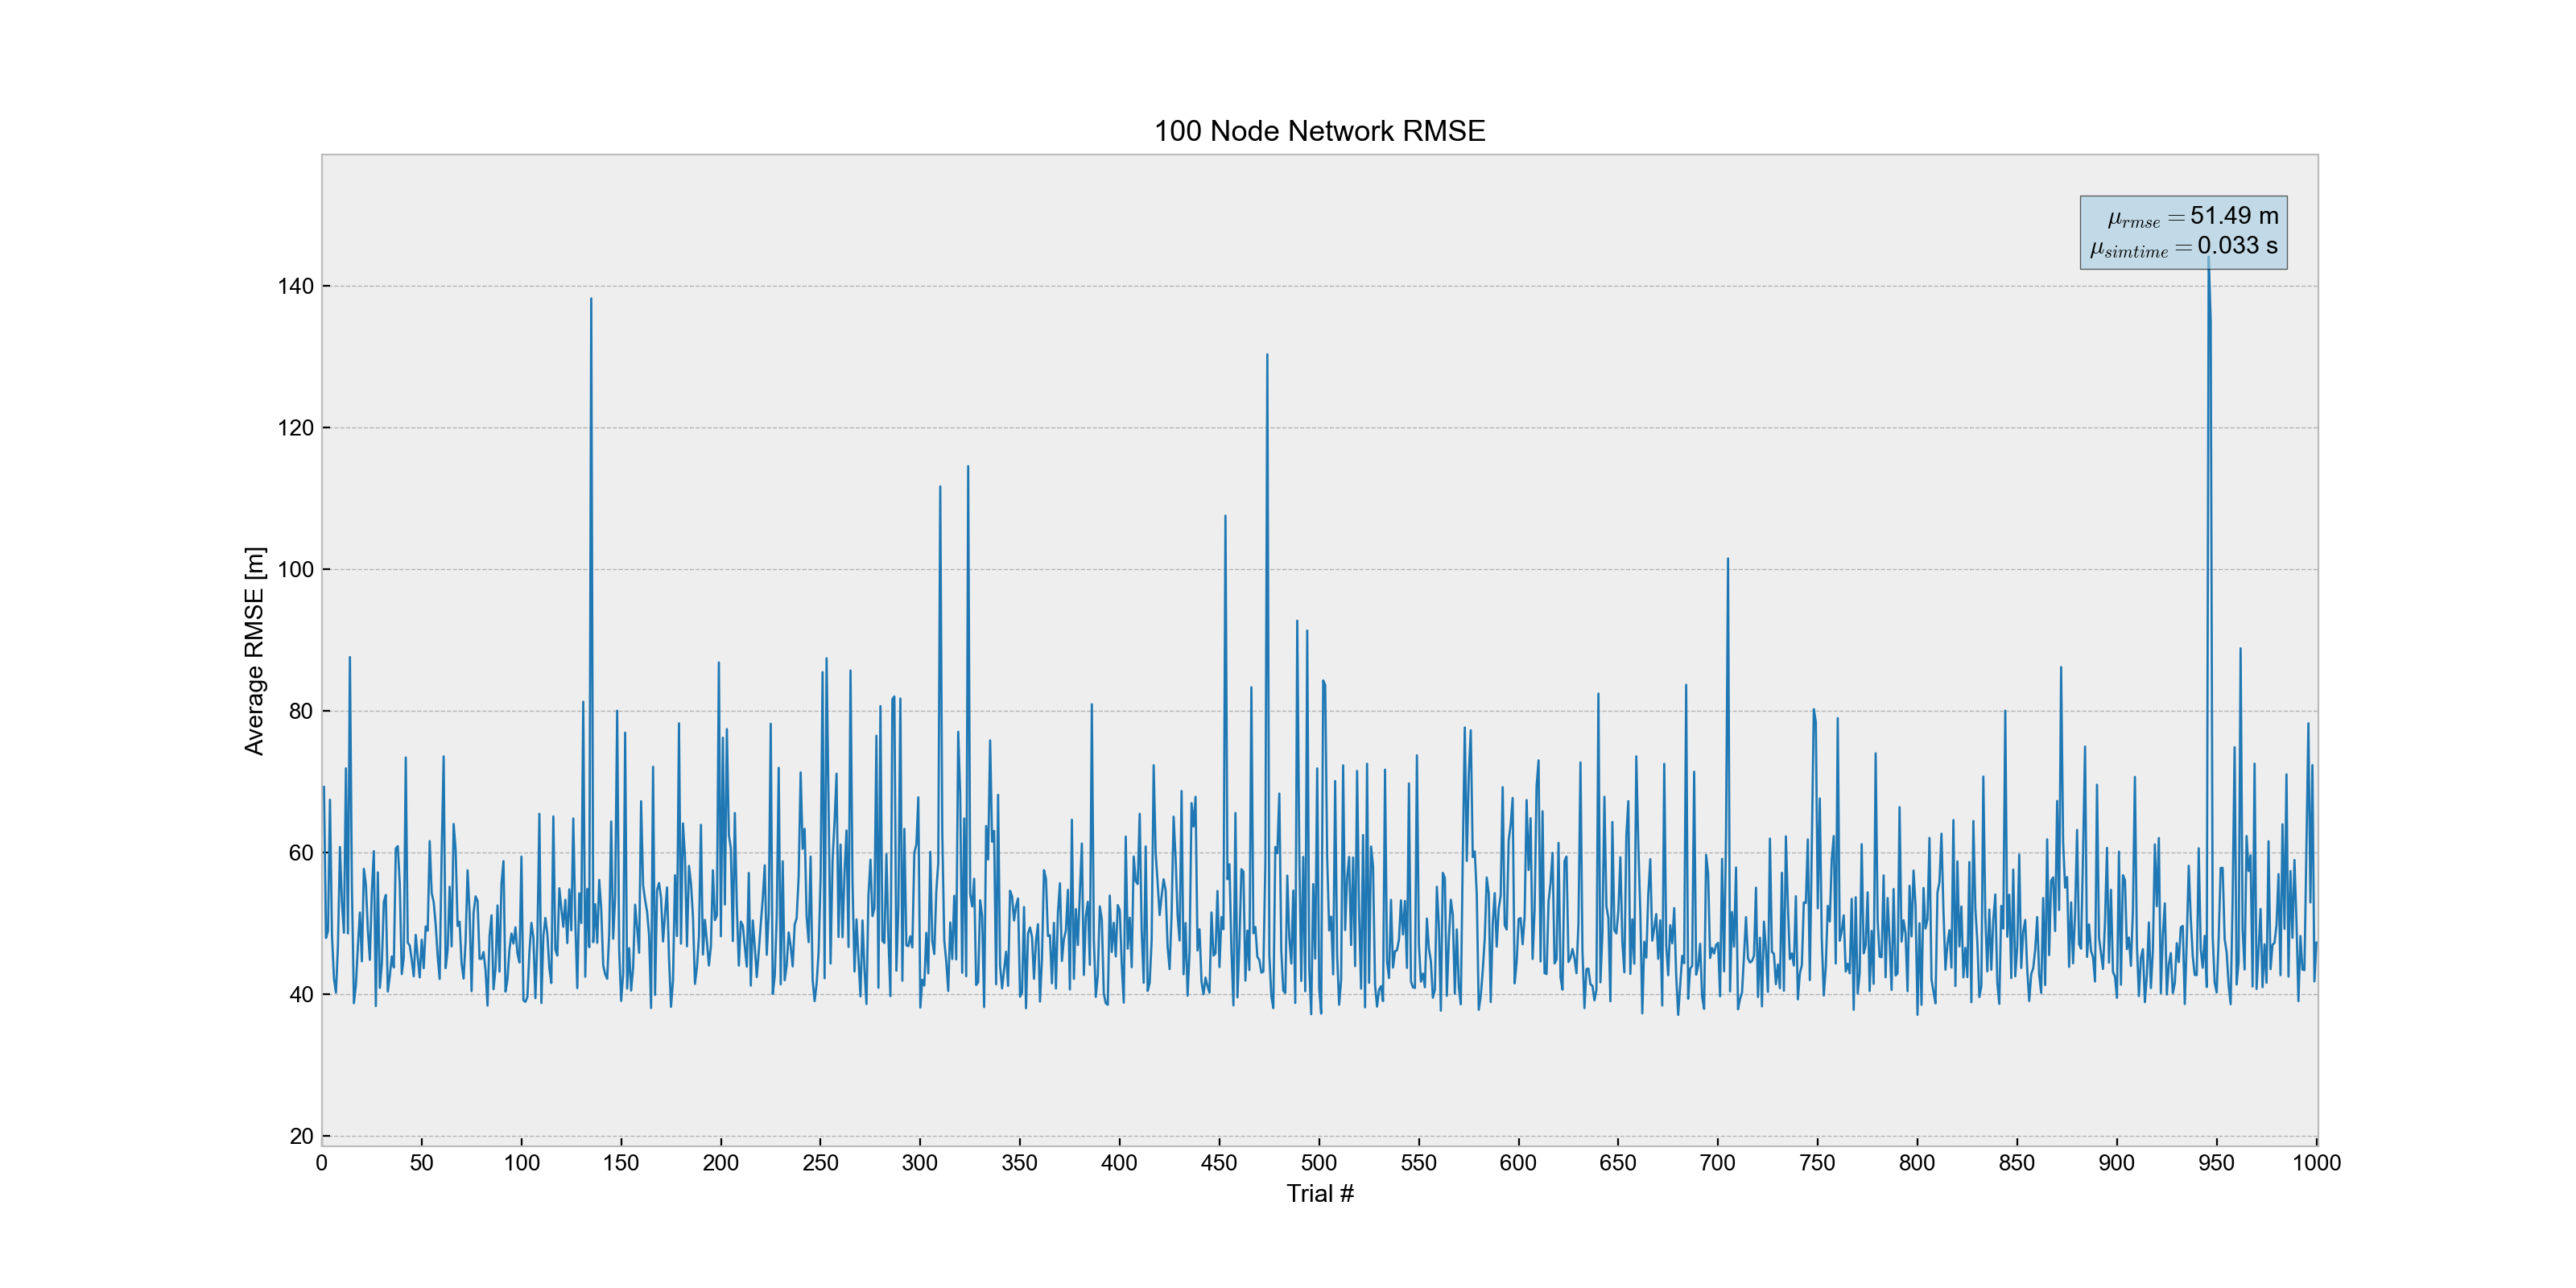 100 Node Network RMSE
μ_rmse = 51.49 m
μ_simtime = 0.033 s
140
120
100
80
60
40
20
Average RMSE [m]
0 50 100 150 200 250 300 350 400 450 500 550 600 650 700 750 800 850 900 950 1000
Trial #